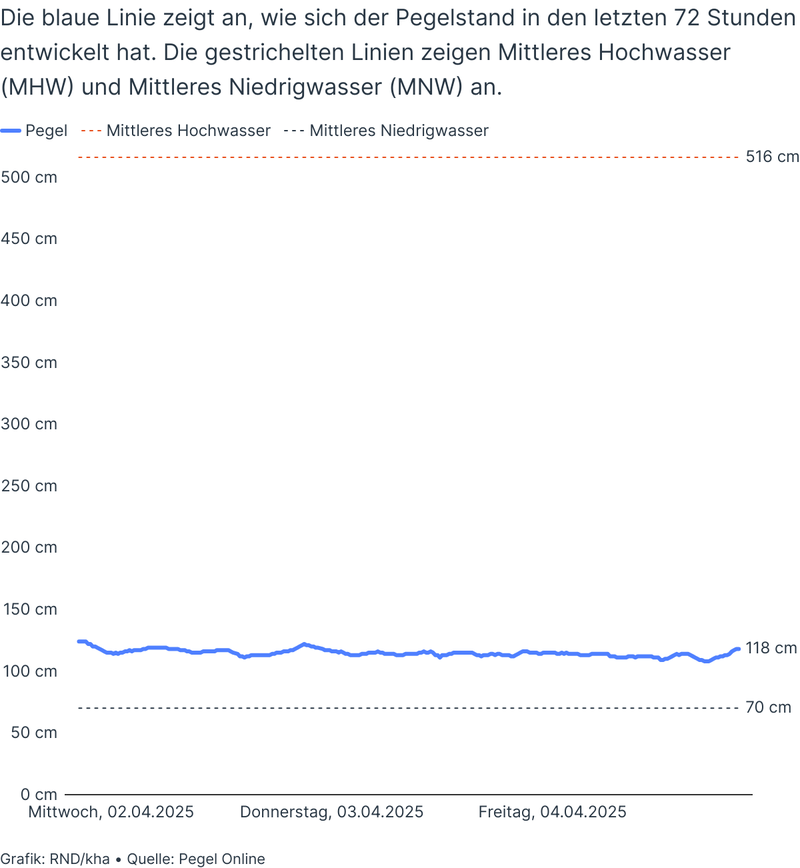 Die blaue Linie zeigt an, wie sich der Pegelstand in den letzten 72 Stunden
entwickelt hat. Die gestrichelten Linien zeigen Mittleres Hochwasser
(MHW) und Mittleres Niedrigwasser (MNW) an.
Pegel Mittleres Hochwasser Mittleres Niedrigwasser
516 cm
500 cm
450 cm
400 cm
350 cm
300 cm
250 cm
200 cm
150 cm
118 cm
100 cm
70 cm
50 cm
0 cm
Mittwoch, 02.04.2025 Donnerstag, 03.04.2025 Freitag, 04.04.2025
Grafik: RND/kha • Quelle: Pegel Online